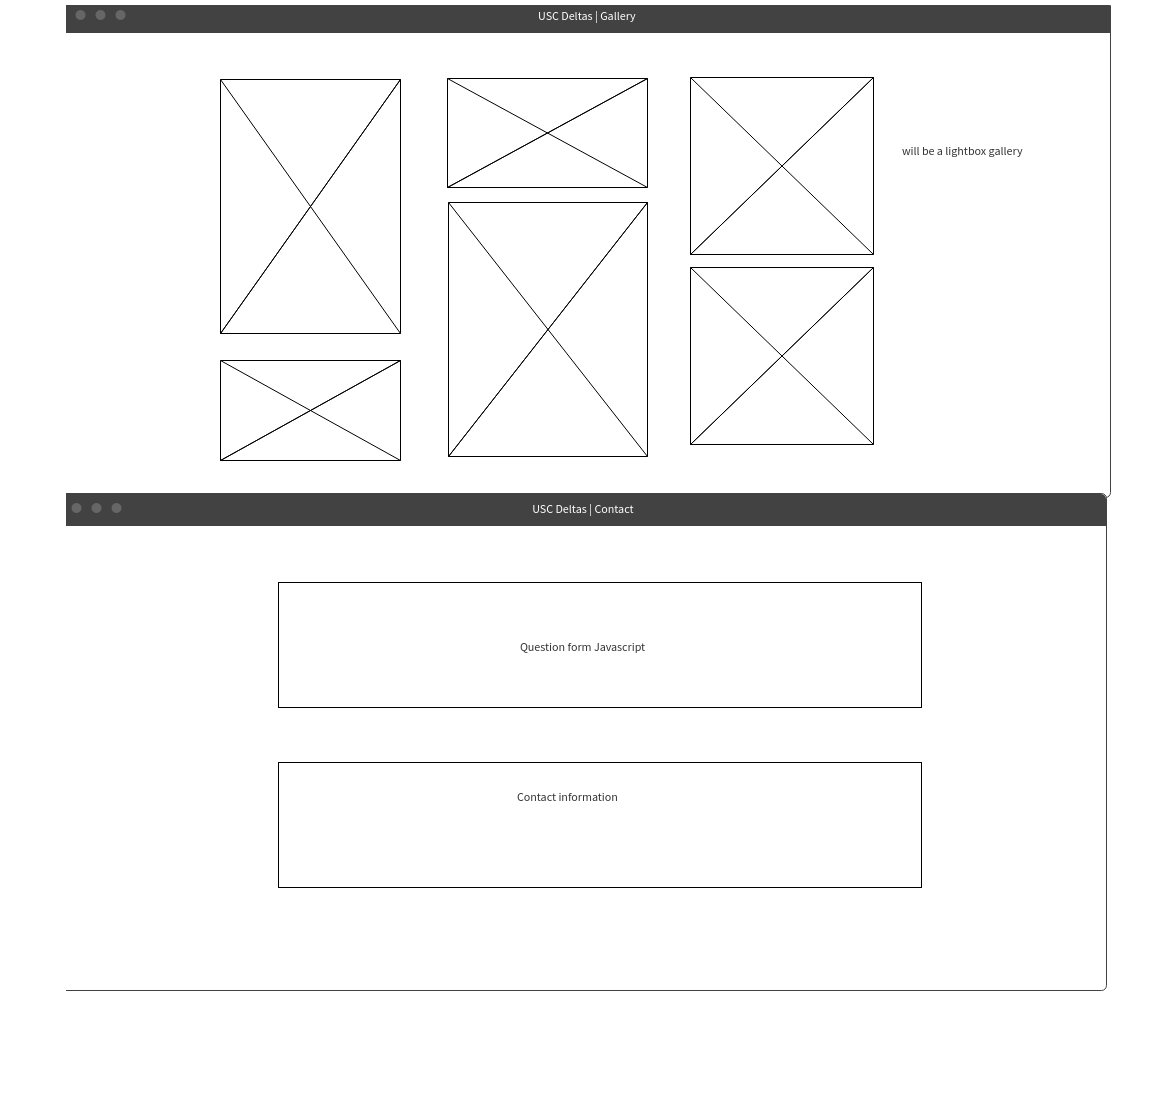 USC Deltas | Gallery
will be a lightbox gallery
USC Deltas | Contact
Question form Javascript
Contact information